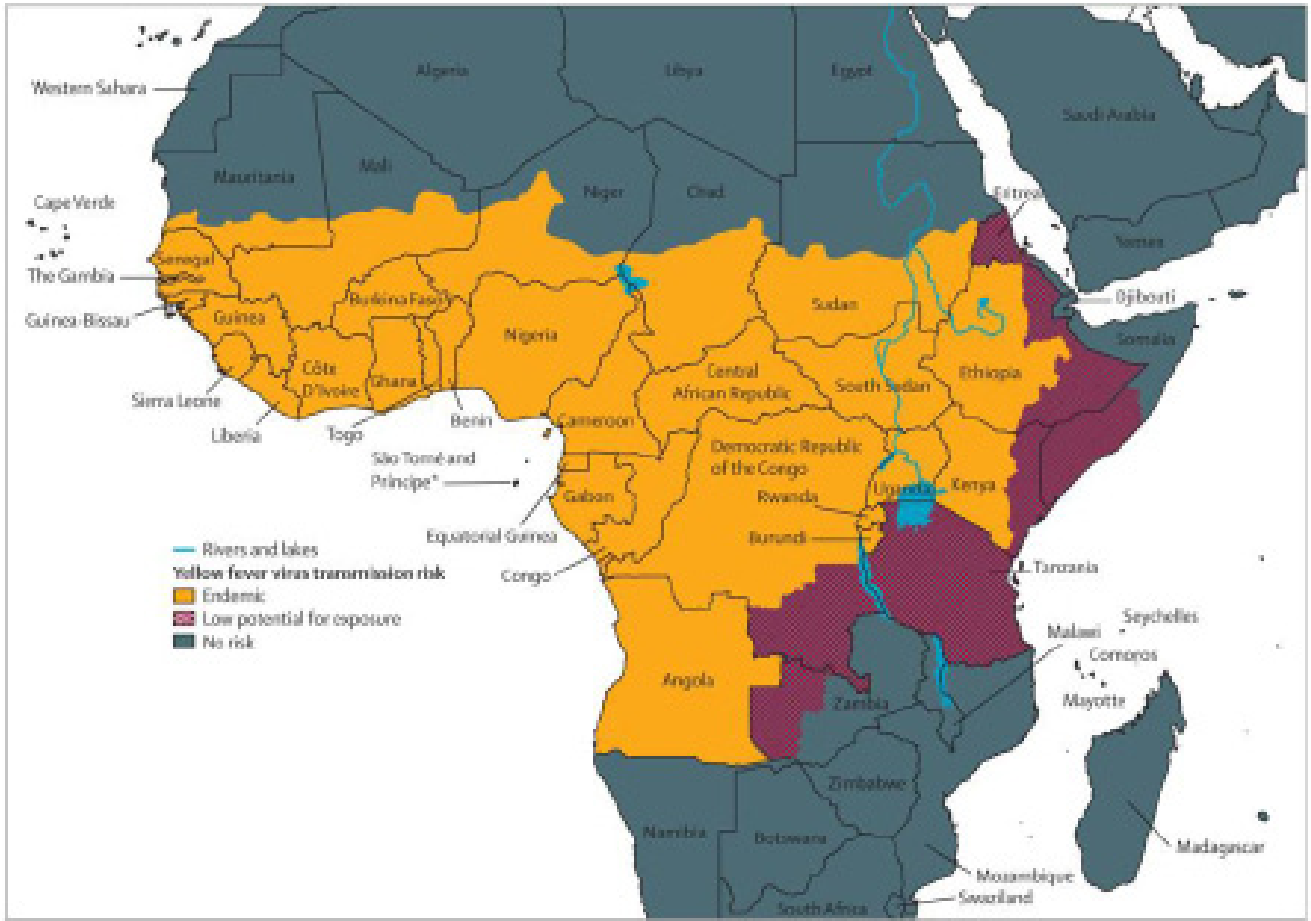 Algeria
Libya
Egypt
Western Sahara
Saudi Arabia
Mali
Mauritania
Niger
Chad
Eritrea
Cape Verde
Yemen
Senegal
The Gambia
Djibouti
Burkina Faso
Sudan
Guinea-Bissau
Guinea
Nigeria
Somalia
Côte
D'Ivoire
Ghana
Central
African Republic
South Sudan
Ethiopia
Sierra Leone
Benin
Cameroon
Liberia
Togo
Democratic Republic
of the Congo
São Tomé and
Príncipe*
Gabon
Rwanda
Uganda
Kenya
Equatorial Guinea
Burundi
Rivers and lakes
Yellow fever virus transmission risk
Congo
Tanzania
Endemic
Low potential for exposure
No risk
Seychelles
Malawi
Comoros
Angola
Zambia
Mayotte
Zimbabwe
Namibia
Botswana
Madagascar
Mozambique
Swaziland
South Africa